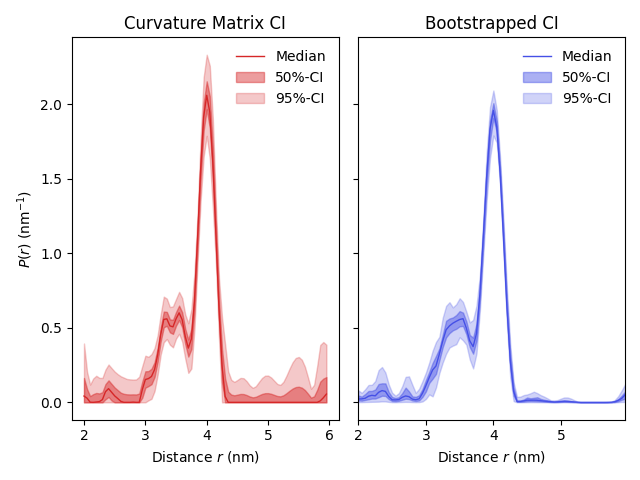 Curvature Matrix CI
Bootstrapped CI
Median
50%-CI
95%-CI
Median
50%-CI
95%-CI
P(r) (nm⁻¹)
2.0
1.5
1.0
0.5
0.0
2 3 4 5 6
2 3 4 5
Distance r (nm)
Distance r (nm)